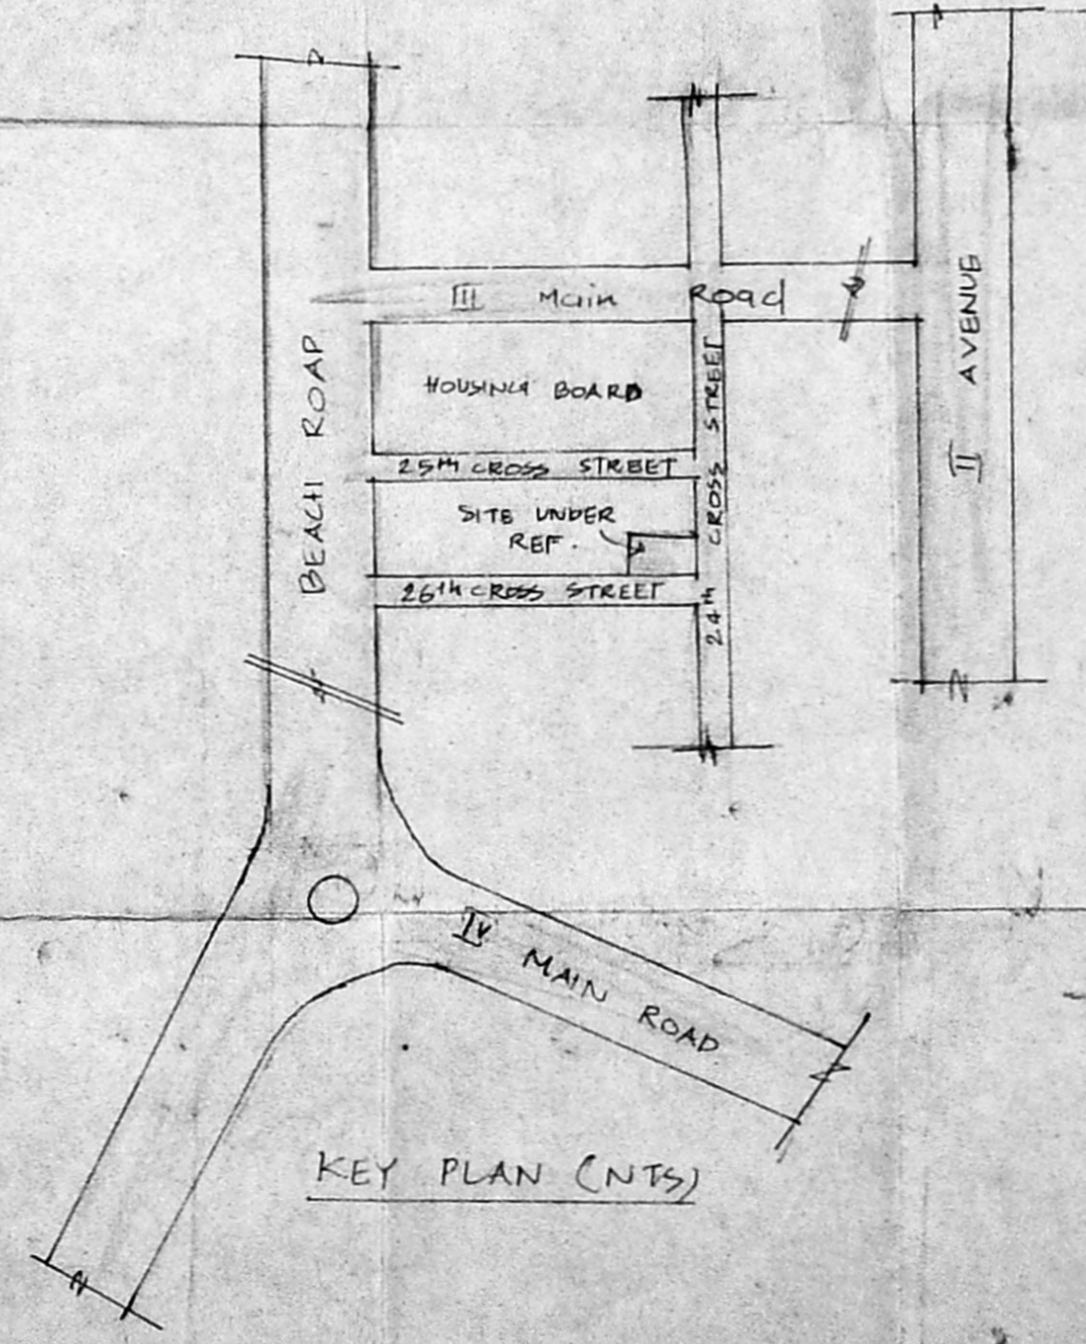 III Main Road
BEACH ROAD
II AVENUE
HOUSING BOARD
24th CROSS STREET
25th CROSS STREET
SITE UNDER
REF.
26th CROSS STREET
IV MAIN ROAD
KEY PLAN (NTS)